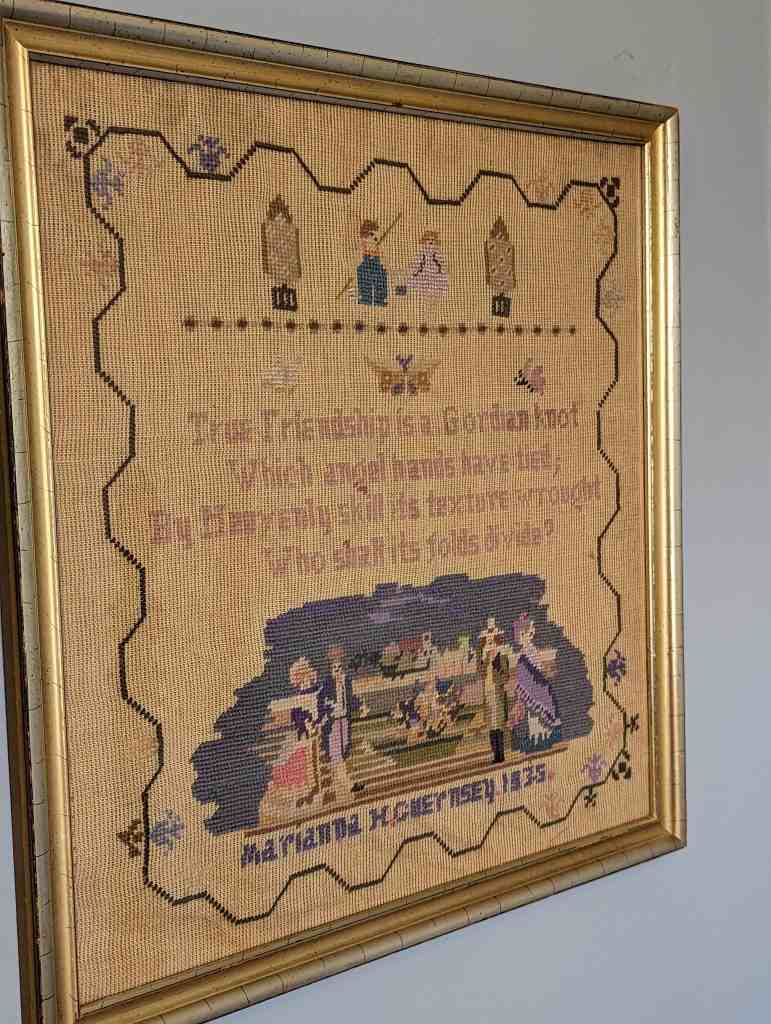 True Friendship is a Gordian knot
Which angel hands have tied,
By Heavenly skill its texture wrought
Who shall its folds divide?
Marianna H. Guernsey. 1835.